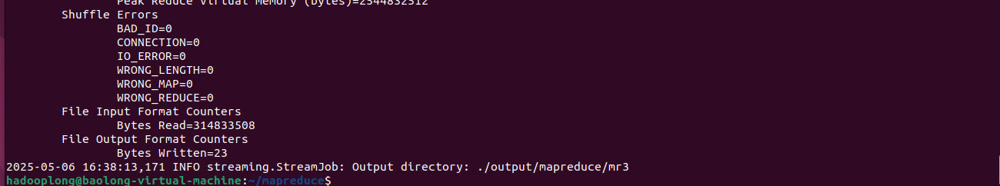 Peak Reduce Virtual memory (bytes)=2544832512
Shuffle Errors
BAD_ID=0
CONNECTION=0
IO_ERROR=0
WRONG_LENGTH=0
WRONG_MAP=0
WRONG_REDUCE=0
File Input Format Counters
Bytes Read=314833508
File Output Format Counters
Bytes Written=23
2025-05-06 16:38:13,171 INFO streaming.StreamJob: Output directory: ./output/mapreduce/mr3
hadooplong@baolong-virtual-machine:~/mapreduce$